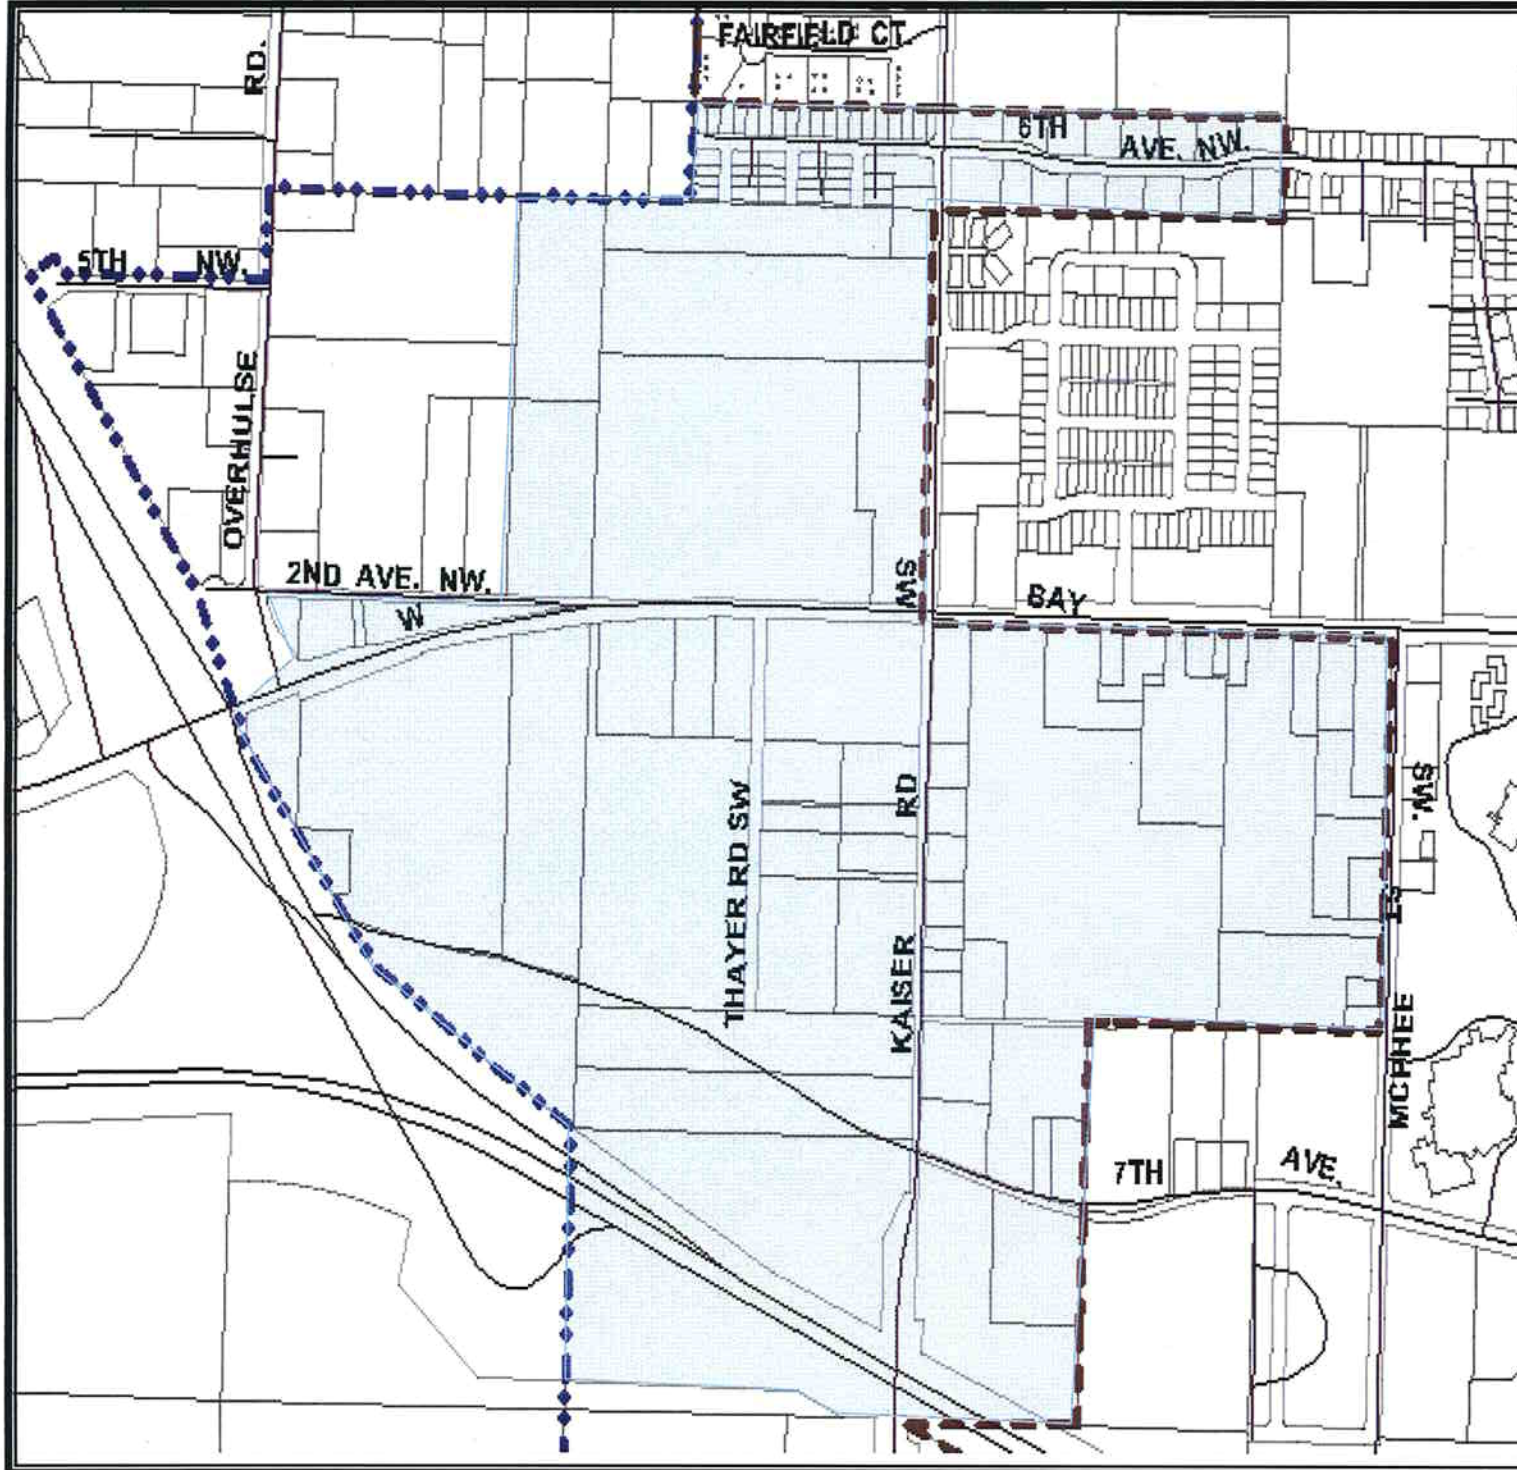 FAIRFIELD CT.
RD.
6TH
AVE. NW.
5TH NW.
OVERHULSE
2ND AVE. NW.
W
SW
BAY
SW.
THAYER RD SW
RD
KAISER
ST
MCPHEE
7TH
AVE.